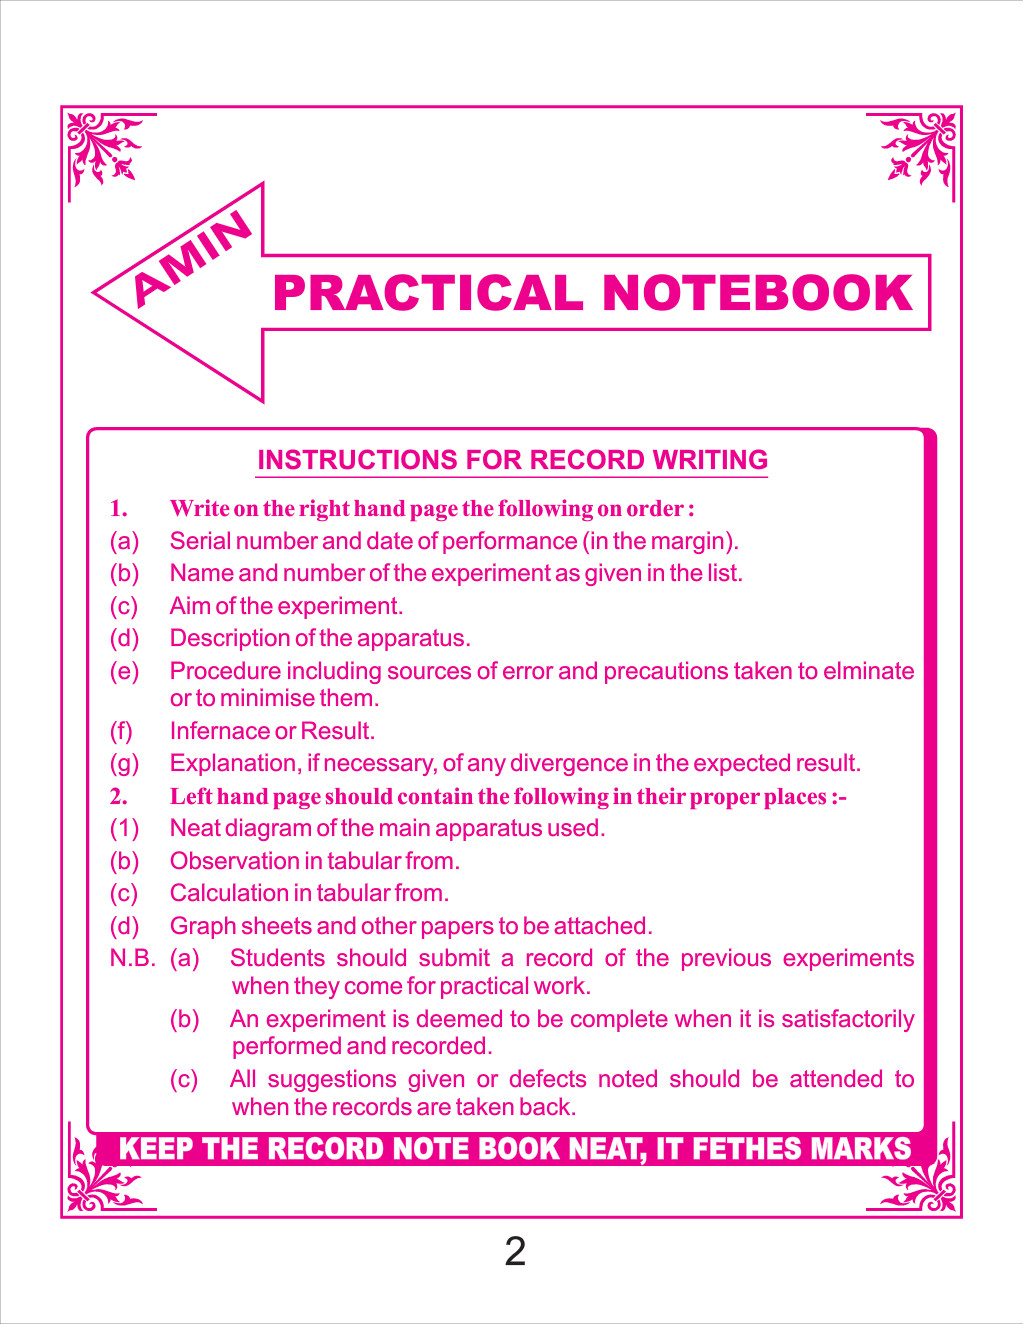 AMIN
PRACTICAL NOTEBOOK
INSTRUCTIONS FOR RECORD WRITING
1. Write on the right hand page the following on order :
(a) Serial number and date of performance (in the margin).
(b) Name and number of the experiment as given in the list.
(c) Aim of the experiment.
(d) Description of the apparatus.
(e) Procedure including sources of error and precautions taken to elminate
or to minimise them.
(f) Infernace or Result.
(g) Explanation, if necessary, of any divergence in the expected result.
2. Left hand page should contain the following in their proper places :-
(1) Neat diagram of the main apparatus used.
(b) Observation in tabular from.
(c) Calculation in tabular from.
(d) Graph sheets and other papers to be attached.
N.B. (a) Students should submit a record of the previous experiments
when they come for practical work.
(b) An experiment is deemed to be complete when it is satisfactorily
performed and recorded.
(c) All suggestions given or defects noted should be attended to
when the records are taken back.
KEEP THE RECORD NOTE BOOK NEAT, IT FETHES MARKS
2